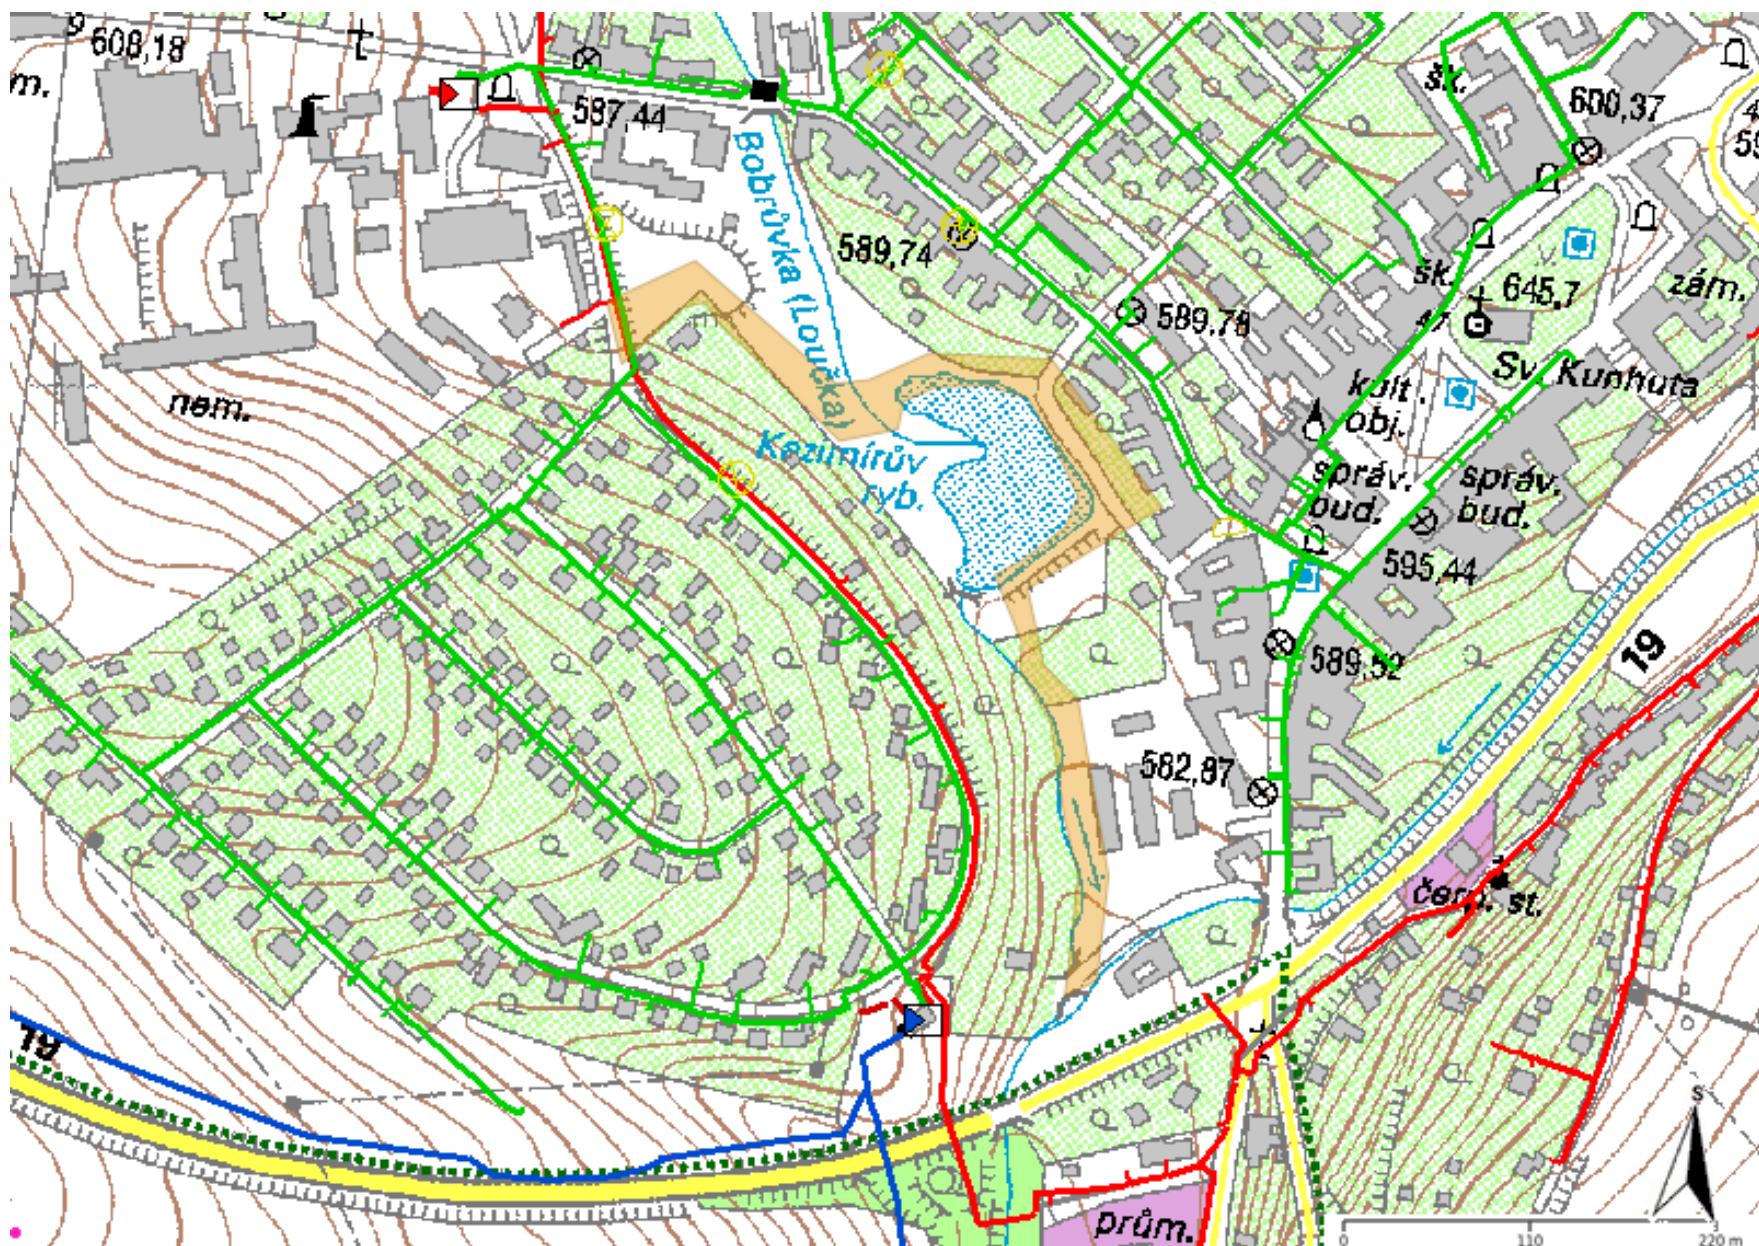 608,18
587,44
600,37
šk.
Bobrůvka (Loučka)
589,74
589,78
šk.
645,7
47
zám.
Sv. Kunhuta
kult.
obj.
nem.
Kazimírův
ryb.
správ.
bud.
správ.
bud.
595,44
589,52
19
562,87
čerp. st.
19
prům.
S
0 110 220 m